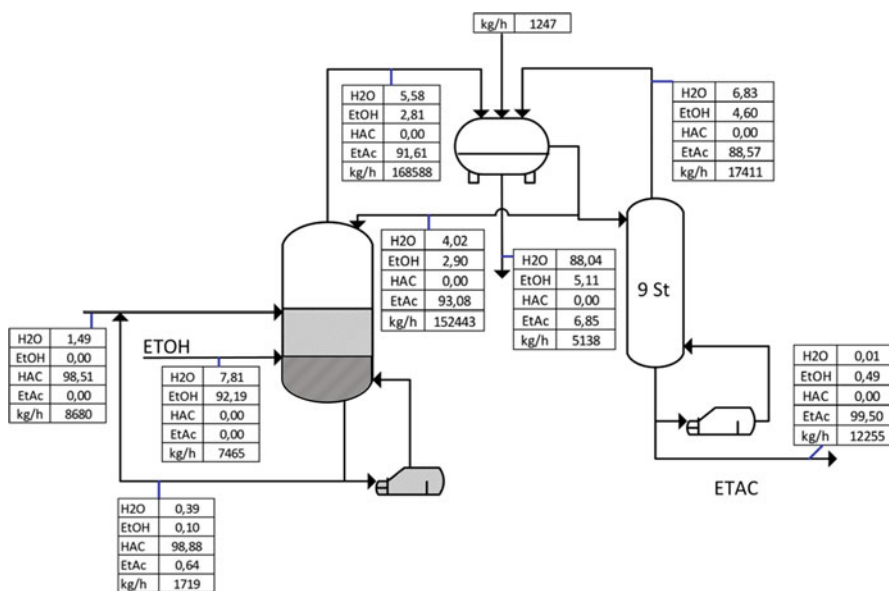 kg/h 1247
H2O 5,58
EtOH 2,81
HAC 0,00
EtAc 91,61
kg/h 168588
H2O 6,83
EtOH 4,60
HAC 0,00
EtAc 88,57
kg/h 17411
H2O 4,02
EtOH 2,90
HAC 0,00
EtAc 93,08
kg/h 152443
H2O 88,04
EtOH 5,11
HAC 0,00
EtAc 6,85
kg/h 5138
9 St
H2O 1,49
EtOH 0,00
HAC 98,51
EtAc 0,00
kg/h 8680
ETOH
H2O 7,81
EtOH 92,19
HAC 0,00
EtAc 0,00
kg/h 7465
H2O 0,01
EtOH 0,49
HAC 0,00
EtAc 99,50
kg/h 12255
ETAC
H2O 0,39
EtOH 0,10
HAC 98,88
EtAc 0,64
kg/h 1719